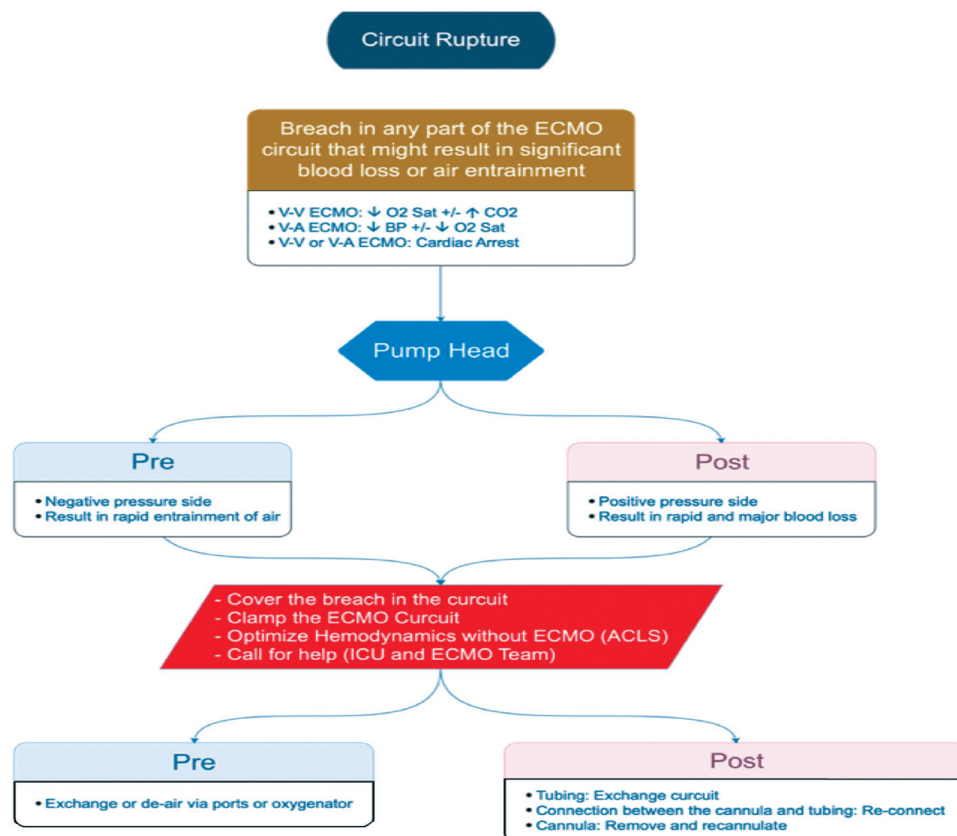 Circuit Rupture
Breach in any part of the ECMO
circuit that might result in significant
blood loss or air entrainment
• V-V ECMO: ↓ O2 Sat +/- ↑ CO2
• V-A ECMO: ↓ BP +/- ↓ O2 Sat
• V-V or V-A ECMO: Cardiac Arrest
Pump Head
Pre
• Negative pressure side
• Result in rapid entrainment of air
Post
• Positive pressure side
• Result in rapid and major blood loss
- Cover the breach in the curcuit
- Clamp the ECMO Curcuit
- Optimize Hemodynamics without ECMO (ACLS)
- Call for help (ICU and ECMO Team)
Pre
• Exchange or de-air via ports or oxygenator
Post
• Tubing: Exchange curcuit
• Connection between the cannula and tubing: Re-connect
• Cannula: Remove and recannulate